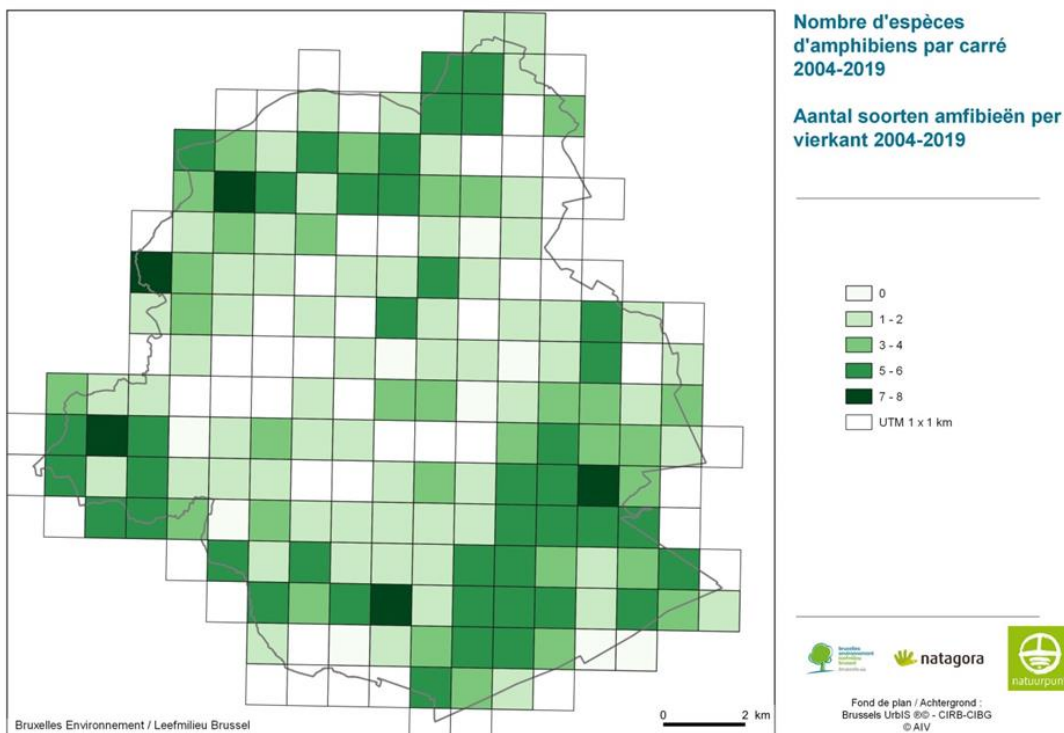 Nombre d'espèces
d'amphibiens par carré
2004-2019
Aantal soorten amfibieën per
vierkant 2004-2019
0
1 - 2
3 - 4
5 - 6
7 - 8
UTM 1 x 1 km
natagora
natuurpun
Fond de plan / Achtergrond :
Brussels UrbIS ®© - CIRB-CIBG
© AIV
Bruxelles Environnement / Leefmilieu Brussel
0 2 km